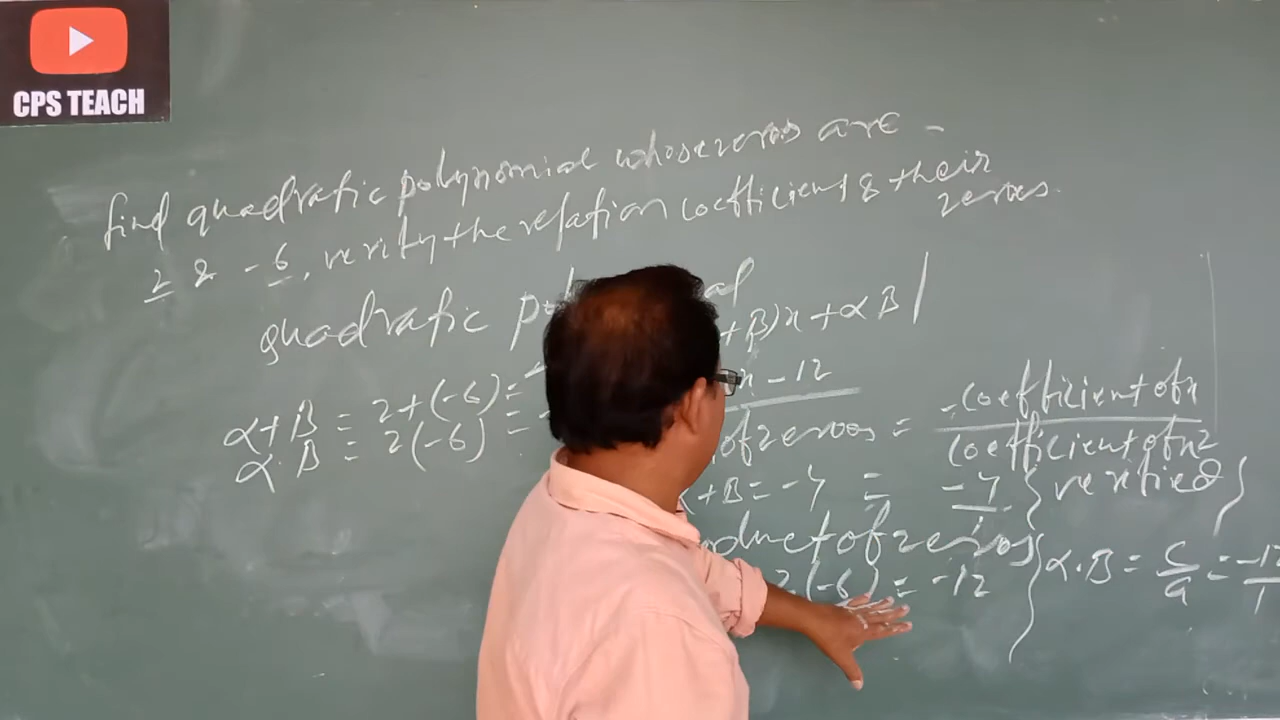 CPS TEACH
find quadratic polynomial whose zeros are -
2 & -6, verify the relation coefficient & their
zeroes.
quadratic
+ β)x + αβ
α+β = 2+(-6) =
x - 12
α.β = 2(-6) =
of zeroos = -coefficient of x
coefficient of x2
+β = -4 = -4 { verified }
product of zeros
2(-6) = -12 { α.β = c/a = -12/1